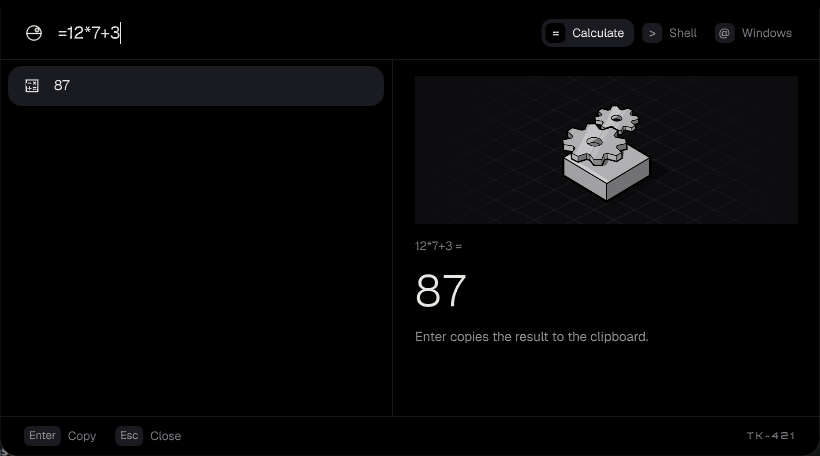 =12*7+3
= Calculate
> Shell
@ Windows
87
12*7+3 =
87
Enter copies the result to the clipboard.
Enter Copy
Esc Close
TK-421